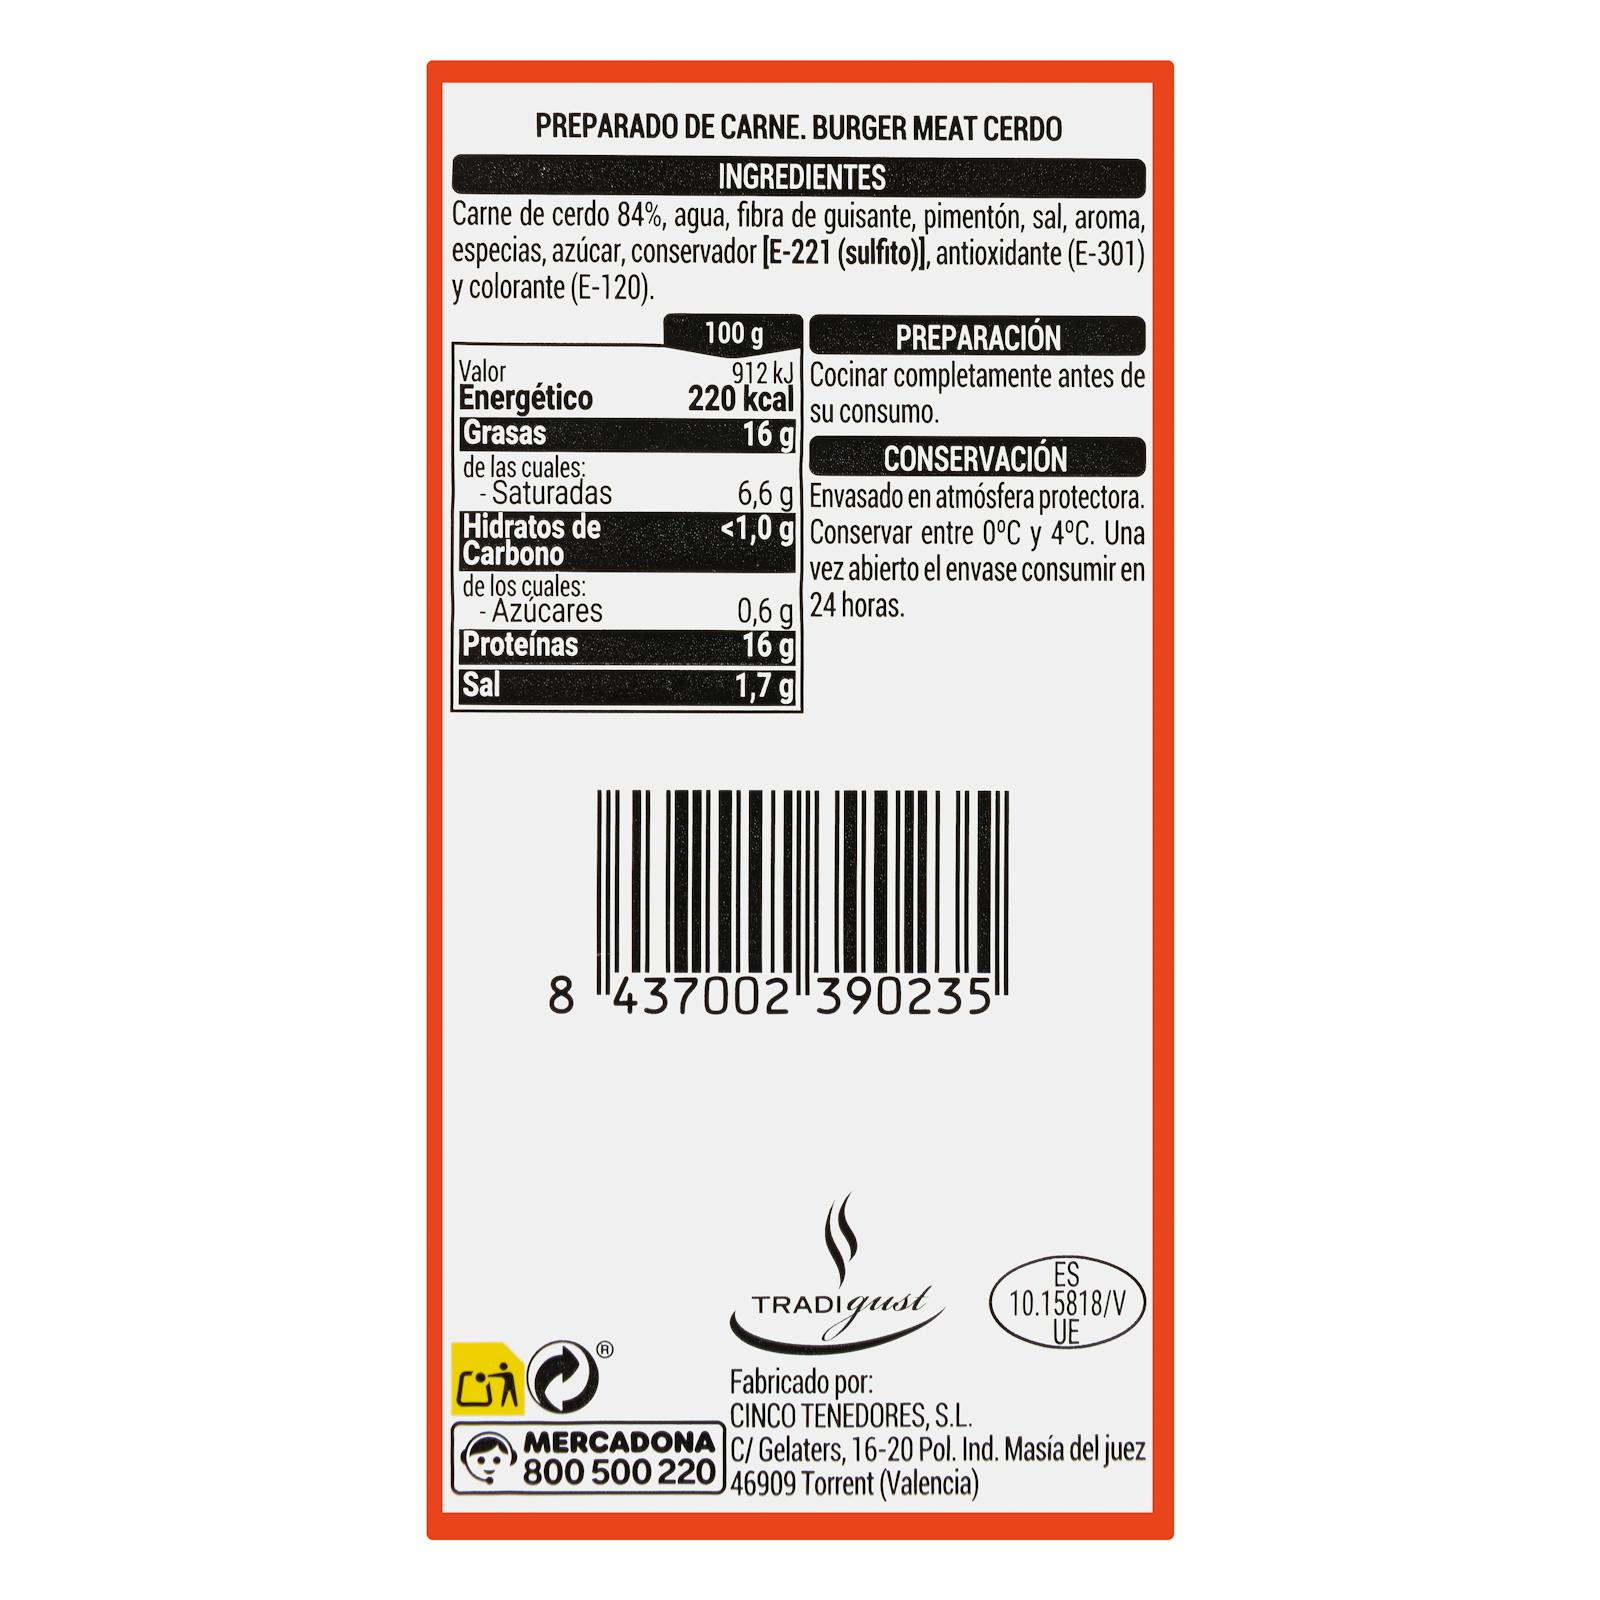 PREPARADO DE CARNE. BURGER MEAT CERDO
INGREDIENTES
Carne de cerdo 84%, agua, fibra de guisante, pimentón, sal, aroma,
especias, azúcar, conservador [E-221 (sulfito)], antioxidante (E-301)
y colorante (E-120).
100 g
Valor 912 kJ
Energético 220 kcal
Grasas 16 g
de las cuales:
- Saturadas 6,6 g
Hidratos de <1,0 g
Carbono
de los cuales:
- Azúcares 0,6 g
Proteínas 16 g
Sal 1,7 g
PREPARACIÓN
Cocinar completamente antes de
su consumo.
CONSERVACIÓN
Envasado en atmósfera protectora.
Conservar entre 0ºC y 4ºC. Una
vez abierto el envase consumir en
24 horas.
8 437002 390235
TRADIgust
ES
10.15818/V
UE
®
MERCADONA
800 500 220
Fabricado por:
CINCO TENEDORES, S.L.
C/ Gelaters, 16-20 Pol. Ind. Masía del juez
46909 Torrent (Valencia)